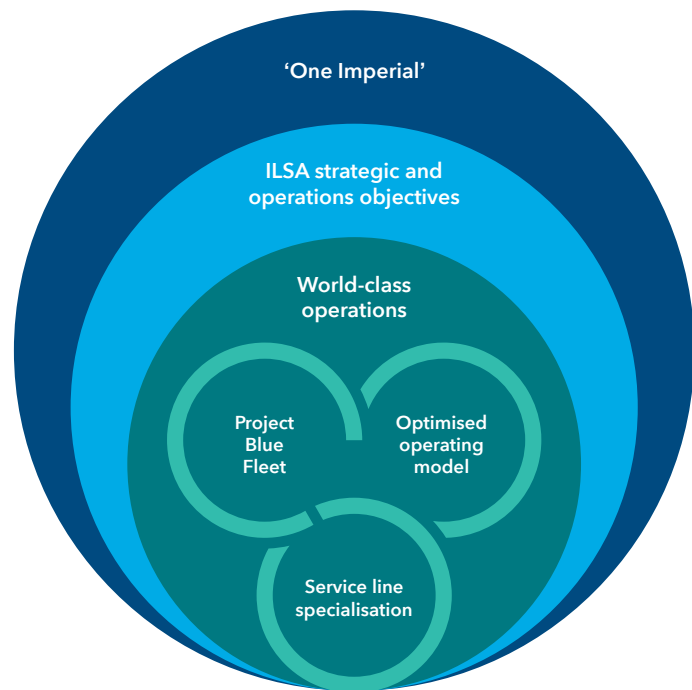 ‘One Imperial’
ILSA strategic and
operations objectives
World-class
operations
Project
Blue
Fleet
Optimised
operating
model
Service line
specialisation